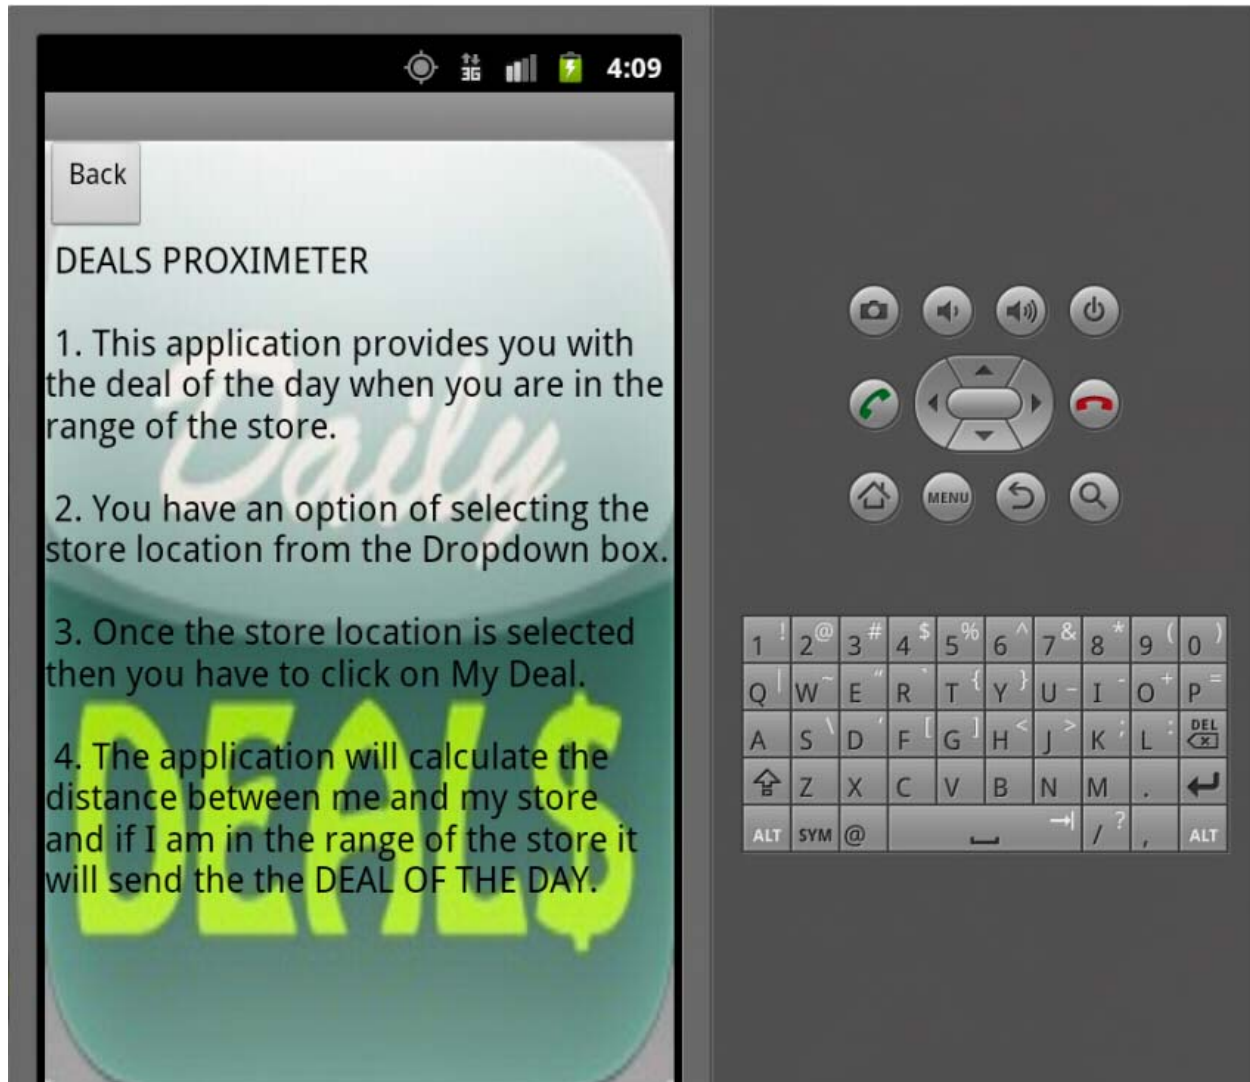 3G 4:09
Back
DEALS PROXIMETER
1. This application provides you with
the deal of the day when you are in the
range of the store.
2. You have an option of selecting the
store location from the Dropdown box.
3. Once the store location is selected
then you have to click on My Deal.
4. The application will calculate the
distance between me and my store
and if I am in the range of the store it
will send the the DEAL OF THE DAY.
Daily
DEAL$
MENU
1 ! 2 @ 3 # 4 $ 5 % 6 ^ 7 & 8 * 9 ( 0 )
Q | W ~ E " R ` T { Y } U _ I - O + P =
A S \ D ' F [ G ] H < J > K ; L : DEL
Z X C V B N M .
ALT SYM @ / ? , ALT